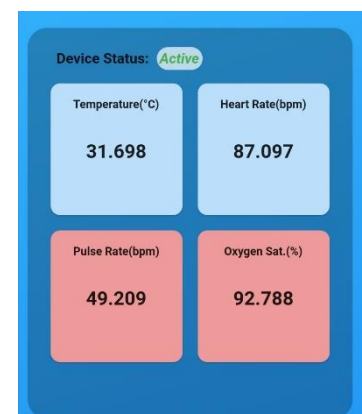 Device Status: Active
Temperature(°C)
31.698
Heart Rate(bpm)
87.097
Pulse Rate(bpm)
49.209
Oxygen Sat.(%)
92.788